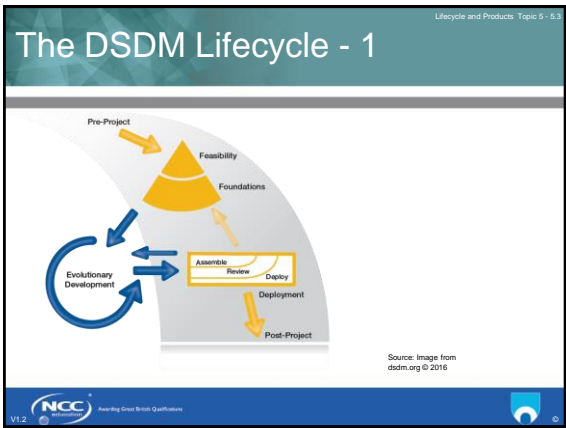 Lifecycle and Products Topic 5 - 5.3
The DSDM Lifecycle - 1
Pre-Project
Feasibility
Foundations
Assemble
Review
Deploy
Evolutionary
Development
Deployment
Post-Project
Source: Image from
dsdm.org © 2016
V1.2
NCC
education
Awarding Great British Qualifications
©